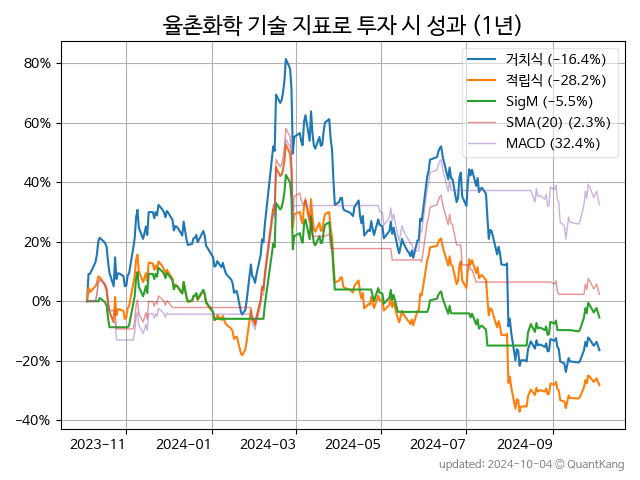 율촌화학 기술 지표로 투자 시 성과 (1년)
80%
60%
40%
20%
0%
−20%
−40%
거치식 (−16.4%)
적립식 (−28.2%)
SigM (−5.5%)
SMA(20) (2.3%)
MACD (32.4%)
2023−11
2024−01
2024−03
2024−05
2024−07
2024−09
updated: 2024-10-04 © QuantKang